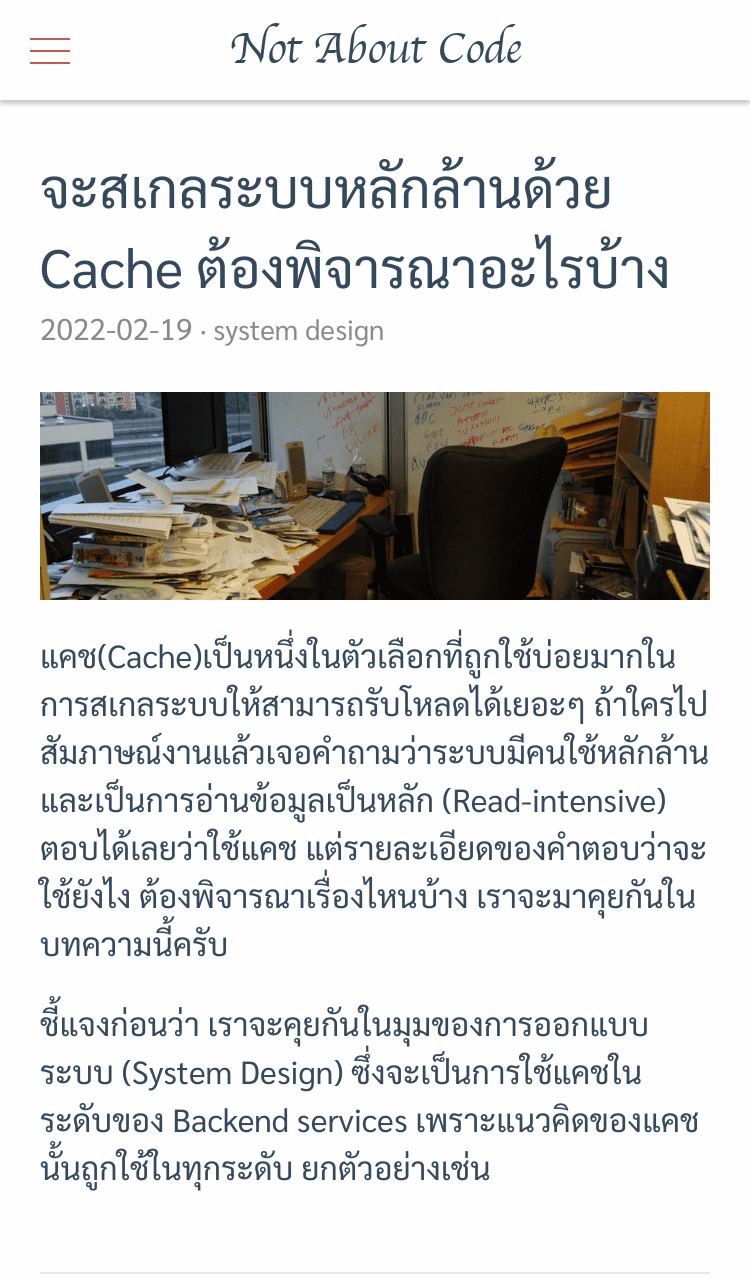 Not About Code
จะสเกลระบบหลักล้านด้วย
Cache ต้องพิจารณาอะไรบ้าง
2022-02-19 · system design
แคช(Cache)เป็นหนึ่งในตัวเลือกที่ถูกใช้บ่อยมากใน
การสเกลระบบให้สามารถรับโหลดได้เยอะๆ ถ้าใครไป
สัมภาษณ์งานแล้วเจอคำถามว่าระบบมีคนใช้หลักล้าน
และเป็นการอ่านข้อมูลเป็นหลัก (Read-intensive)
ตอบได้เลยว่าใช้แคช แต่รายละเอียดของคำตอบว่าจะ
ใช้ยังไง ต้องพิจารณาเรื่องไหนบ้าง เราจะมาคุยกันใน
บทความนี้ครับ
ชี้แจงก่อนว่า เราจะคุยกันในมุมของการออกแบบ
ระบบ (System Design) ซึ่งจะเป็นการใช้แคชใน
ระดับของ Backend services เพราะแนวคิดของแคช
นั้นถูกใช้ในทุกระดับ ยกตัวอย่างเช่น